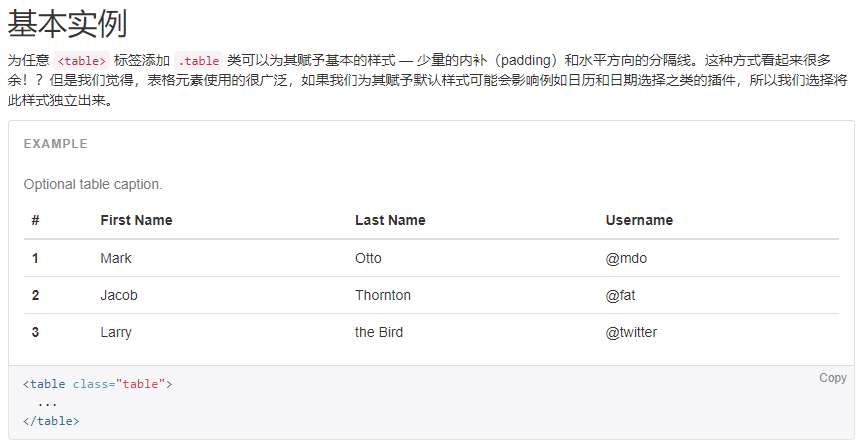 基本实例
为任意 <table> 标签添加 .table 类可以为其赋予基本的样式 — 少量的内补（padding）和水平方向的分隔线。这种方式看起来很多
余！？但是我们觉得，表格元素使用的很广泛，如果我们为其赋予默认样式可能会影响例如日历和日期选择之类的插件，所以我们选择将
此样式独立出来。
EXAMPLE
Optional table caption.
# First Name Last Name Username
1 Mark Otto @mdo
2 Jacob Thornton @fat
3 Larry the Bird @twitter
Copy
<table class="table">
  ...
</table>